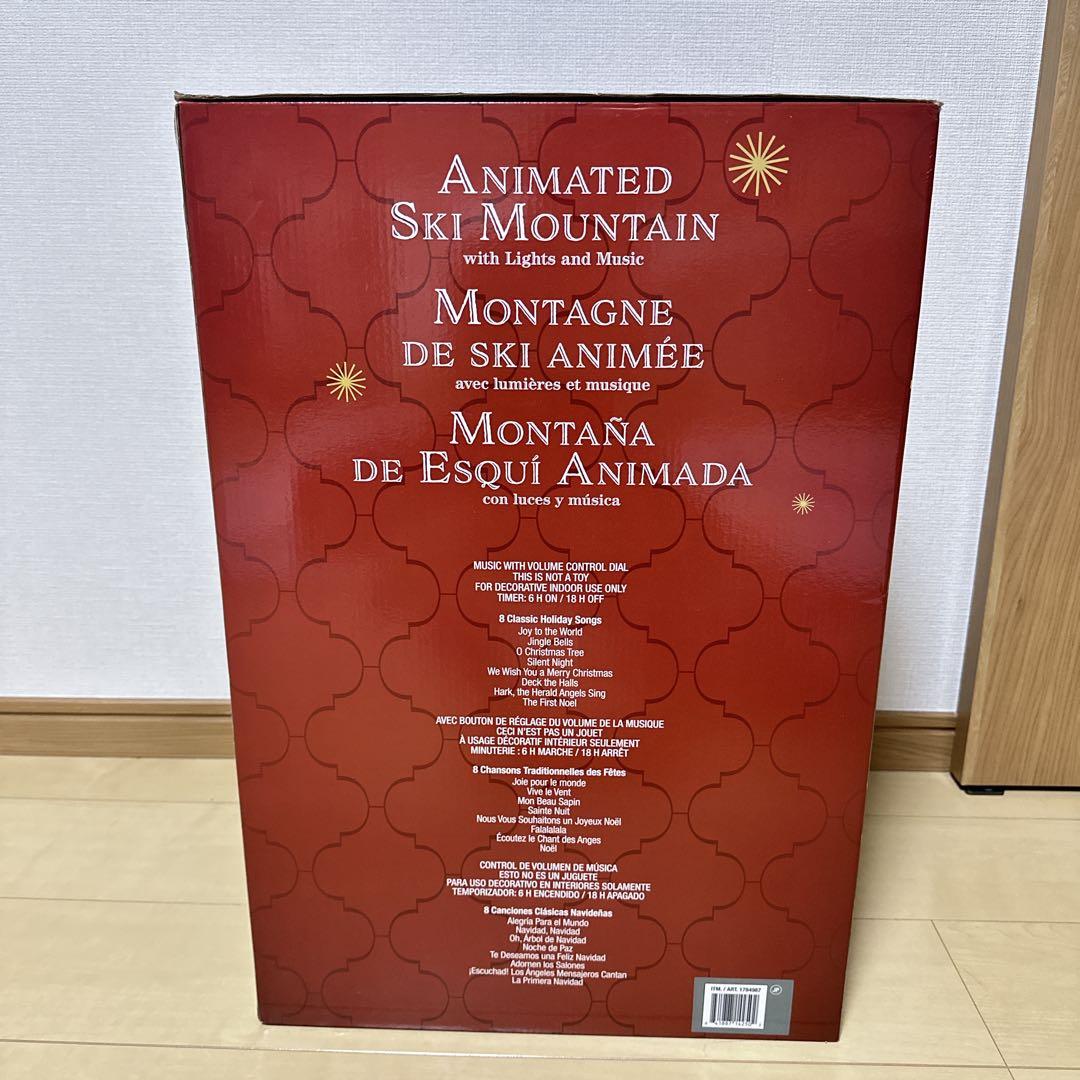 ANIMATED
SKI MOUNTAIN
with Lights and Music
MONTAGNE
DE SKI ANIMÉE
avec lumières et musique
MONTAÑA
DE ESQUÍ ANIMADA
con luces y música
MUSIC WITH VOLUME CONTROL DIAL
THIS IS NOT A TOY
FOR DECORATIVE INDOOR USE ONLY
TIMER: 6 H ON / 18 H OFF
8 Classic Holiday Songs
Joy to the World
Jingle Bells
O Christmas Tree
Silent Night
We Wish You a Merry Christmas
Deck the Halls
Hark, the Herald Angels Sing
The First Noel
AVEC BOUTON DE RÉGLAGE DU VOLUME DE LA MUSIQUE
CECI N'EST PAS UN JOUET
À USAGE DÉCORATIF INTÉRIEUR SEULEMENT
MINUTERIE : 6 H MARCHE / 18 H ARRÊT
8 Chansons Traditionnelles des Fêtes
Joie pour le monde
Vive le Vent
Mon Beau Sapin
Sainte Nuit
Nous Vous Souhaitons un Joyeux Noël
Falalalala
Écoutez le Chant des Anges
Noël
CONTROL DE VOLUMEN DE MÚSICA
ESTO NO ES UN JUGUETE
PARA USO DECORATIVO EN INTERIORES SOLAMENTE
TEMPORIZADOR: 6 H ENCENDIDO / 18 H APAGADO
8 Canciones Clásicas Navideñas
Alegría Para el Mundo
Navidad, Navidad
Oh, Árbol de Navidad
Noche de Paz
Te Deseamos una Feliz Navidad
Adornen los Salones
¡Escuchad! Los Ángeles Mensajeros Cantan
La Primera Navidad
ITM. / ART. 1784987
JP